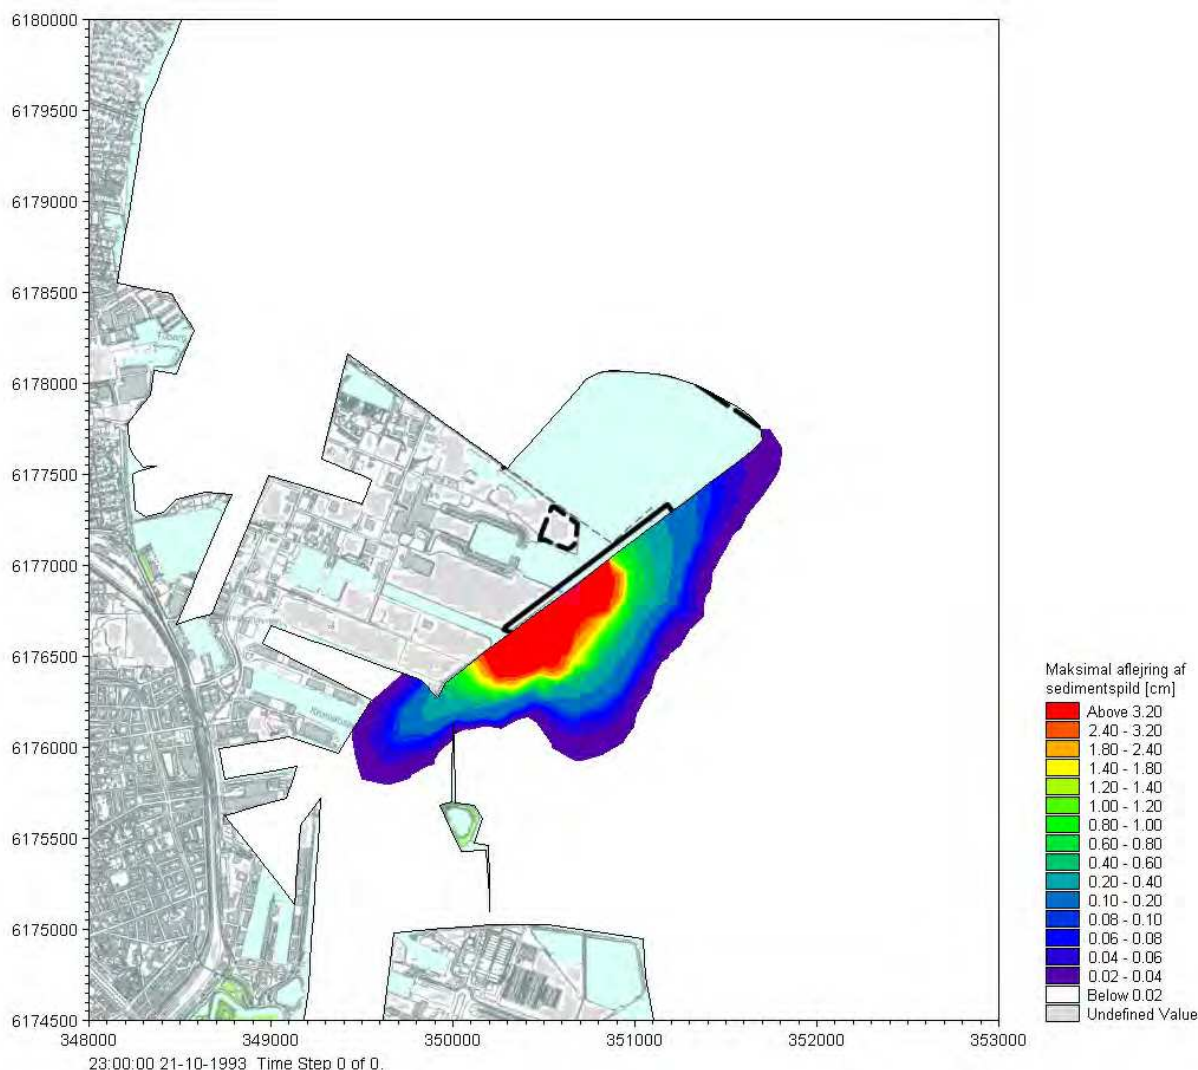 6180000
6179500
6179000
6178500
6178000
6177500
6177000
6176500
6176000
6175500
6175000
6174500
348000
349000
350000
351000
352000
353000
23:00:00 21-10-1993 Time Step 0 of 0.
Maksimal aflejring af
sedimentspild [cm]
Above 3.20
2.40 - 3.20
1.80 - 2.40
1.40 - 1.80
1.20 - 1.40
1.00 - 1.20
0.80 - 1.00
0.60 - 0.80
0.40 - 0.60
0.20 - 0.40
0.10 - 0.20
0.08 - 0.10
0.06 - 0.08
0.04 - 0.06
0.02 - 0.04
Below 0.02
Undefined Value